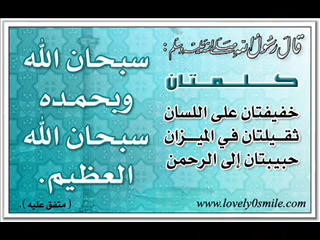 قال رسول الله صلى الله عليه وسلم :
كلمتان
خفيفتان على اللسان
ثقيلتان في الميزان
حبيبتان إلى الرحمن
سبحان الله
وبحمده
سبحان الله
العظيم.
( متفق عليه ).
www.lovely0smile.com